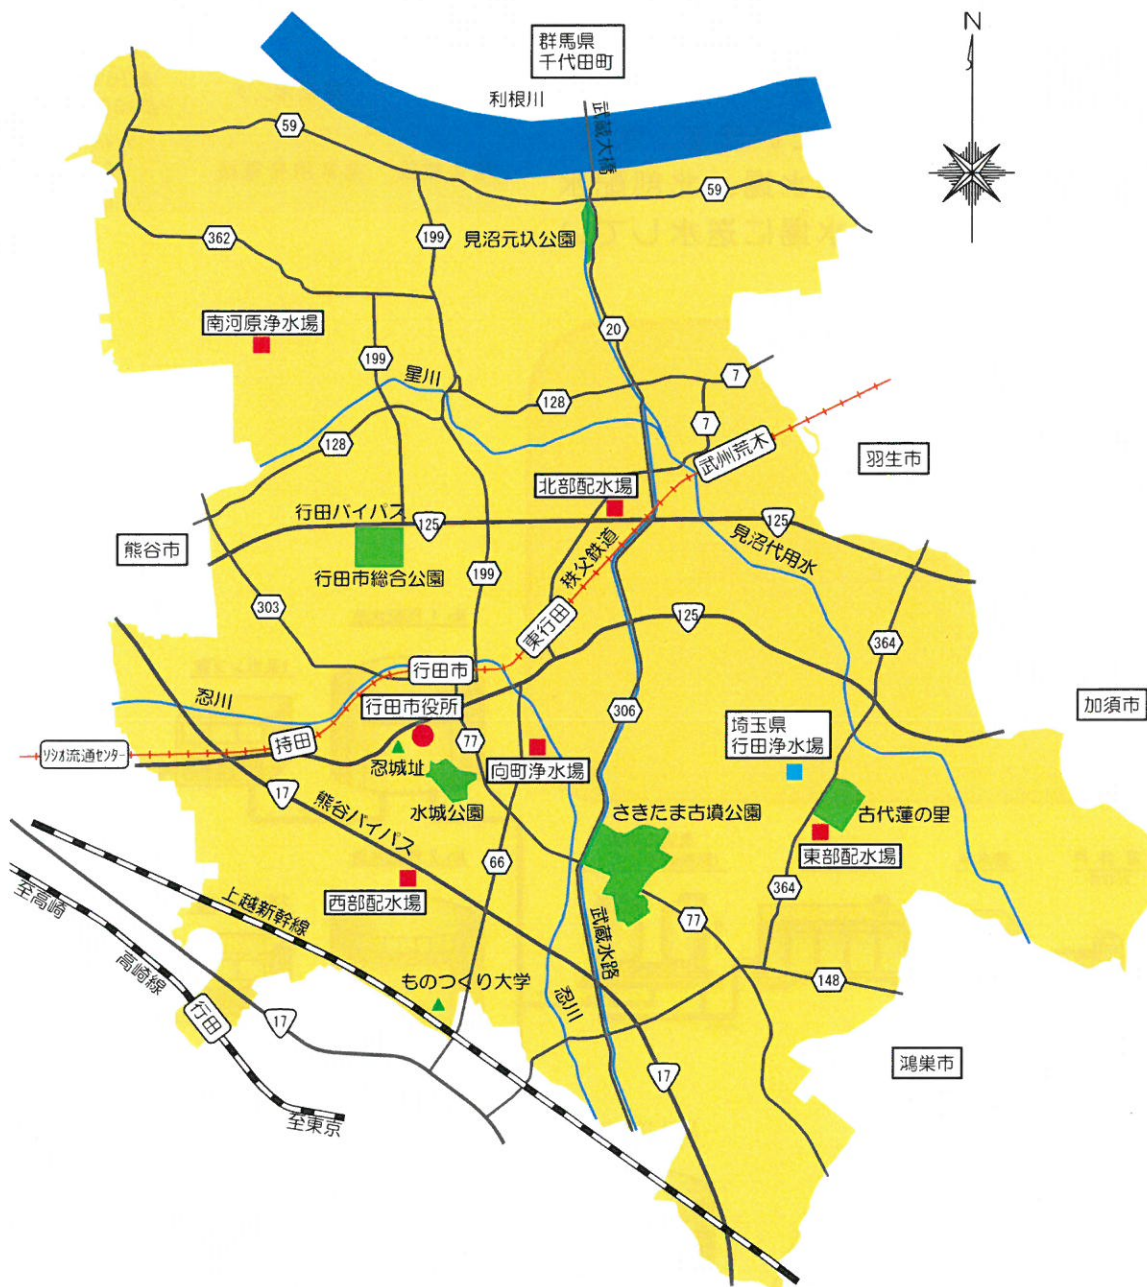 群馬県
千代田町
N
利根川
武蔵大橋
59
59
362
199
見沼元圦公園
20
南河原浄水場
199
星川
7
128
7
128
武州荒木
羽生市
北部配水場
行田バイパス
125
125
熊谷市
秩父鉄道
見沼代用水
行田市総合公園
199
303
東行田
125
364
行田市
忍川
行田市役所
306
埼玉県
行田浄水場
加須市
持田
77
ソシオ流通センター
忍城址
向町浄水場
17
熊谷バイパス
水城公園
さきたま古墳公園
古代蓮の里
東部配水場
66
西部配水場
364
至高崎
上越新幹線
77
高崎線
武蔵水路
148
ものつくり大学
忍川
行田
17
鴻巣市
17
至東京